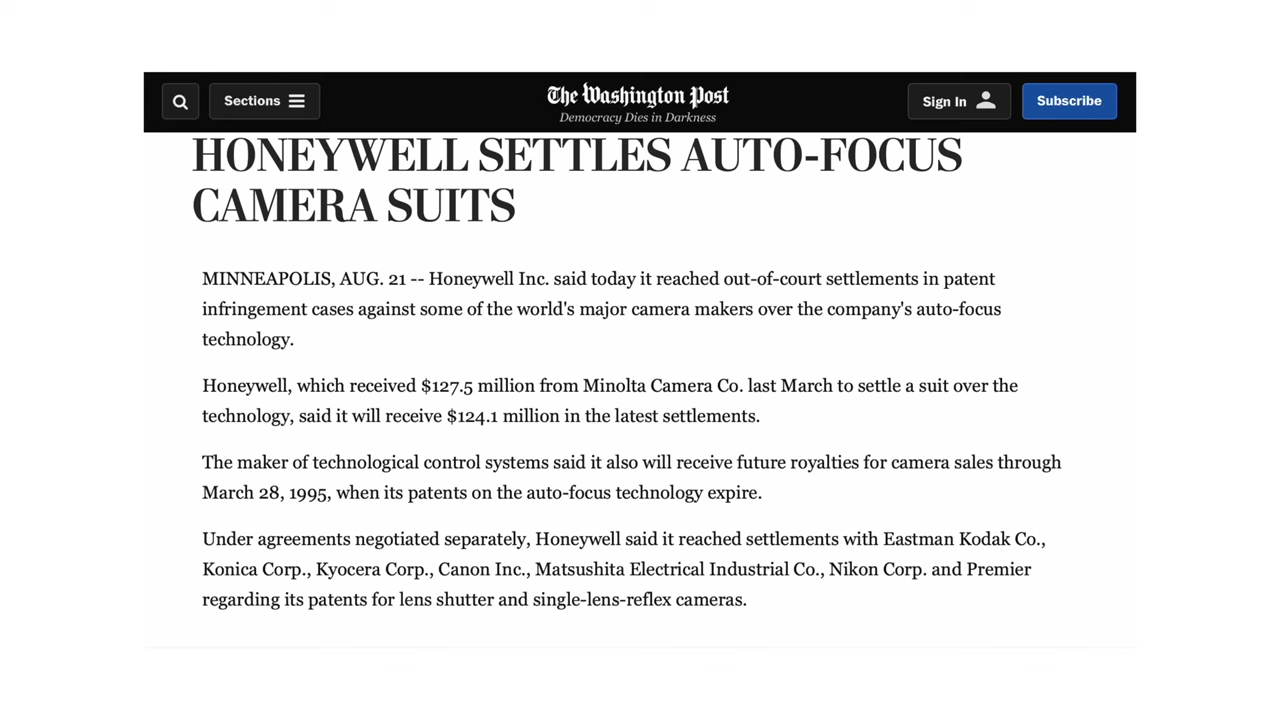 Sections
The Washington Post
Democracy Dies in Darkness
Sign In
Subscribe
HONEYWELL SETTLES AUTO-FOCUS
CAMERA SUITS
MINNEAPOLIS, AUG. 21 -- Honeywell Inc. said today it reached out-of-court settlements in patent
infringement cases against some of the world's major camera makers over the company's auto-focus
technology.
Honeywell, which received $127.5 million from Minolta Camera Co. last March to settle a suit over the
technology, said it will receive $124.1 million in the latest settlements.
The maker of technological control systems said it also will receive future royalties for camera sales through
March 28, 1995, when its patents on the auto-focus technology expire.
Under agreements negotiated separately, Honeywell said it reached settlements with Eastman Kodak Co.,
Konica Corp., Kyocera Corp., Canon Inc., Matsushita Electrical Industrial Co., Nikon Corp. and Premier
regarding its patents for lens shutter and single-lens-reflex cameras.